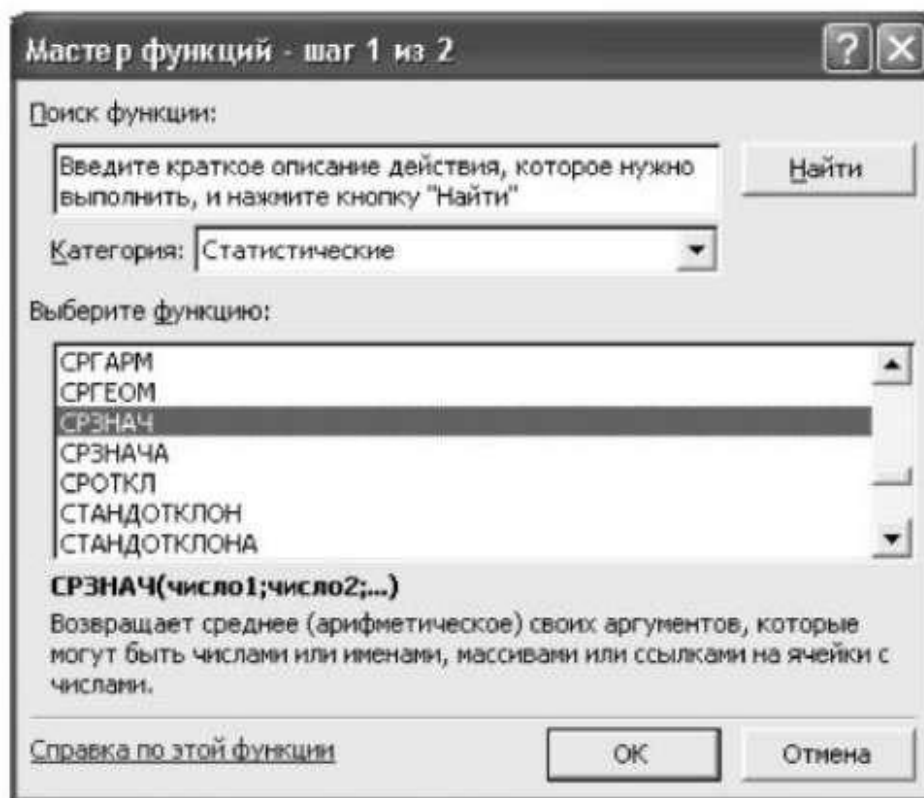 Мастер функций - шаг 1 из 2
Поиск функции:
Введите краткое описание действия, которое нужно
выполнить, и нажмите кнопку "Найти"
Найти
Категория: Статистические
Выберите функцию:
СРГАРМ
СРГЕОМ
СРЗНАЧ
СРЗНАЧА
СРОТКЛ
СТАНДОТКЛОН
СТАНДОТКЛОНА
СРЗНАЧ(число1;число2;...)
Возвращает среднее (арифметическое) своих аргументов, которые
могут быть числами или именами, массивами или ссылками на ячейки с
числами.
Справка по этой функции
ОК
Отмена